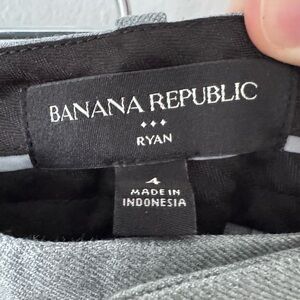 BANANA REPUBLIC
RYAN
4
MADE IN
INDONESIA